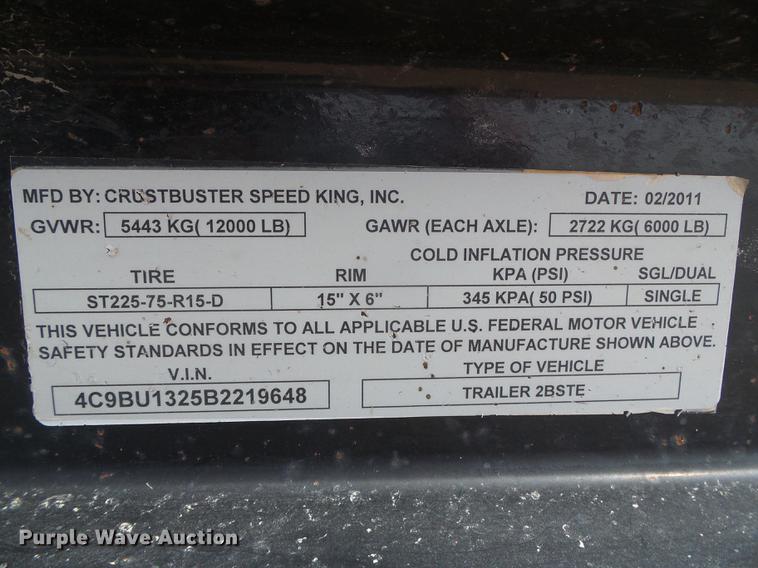 MFD BY: CRUSTBUSTER SPEED KING, INC. DATE: 02/2011
GVWR: 5443 KG( 12000 LB) GAWR (EACH AXLE): 2722 KG( 6000 LB)
COLD INFLATION PRESSURE
TIRE RIM KPA (PSI) SGL/DUAL
ST225-75-R15-D 15" X 6" 345 KPA( 50 PSI) SINGLE
THIS VEHICLE CONFORMS TO ALL APPLICABLE U.S. FEDERAL MOTOR VEHICLE
SAFETY STANDARDS IN EFFECT ON THE DATE OF MANUFACTURE SHOWN ABOVE.
V.I.N. TYPE OF VEHICLE
4C9BU1325B2219648 TRAILER 2BSTE
Purple Wave Auction